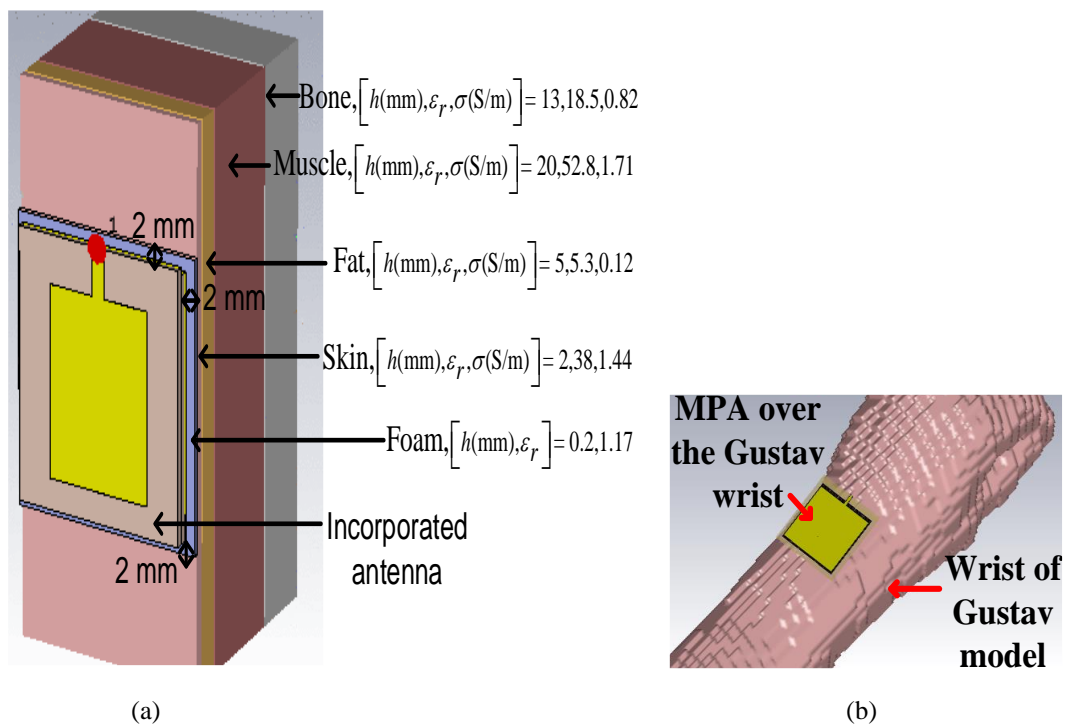 Bone,[h(mm),εr,σ(S/m)]= 13,18.5,0.82
Muscle,[h(mm),εr,σ(S/m)]= 20,52.8,1.71
1
2 mm
Fat,[h(mm),εr,σ(S/m)]= 5,5.3,0.12
2 mm
Skin,[h(mm),εr,σ(S/m)]= 2,38,1.44
Foam,[h(mm),εr]= 0.2,1.17
Incorporated
antenna
2 mm
(a)
MPA over
the Gustav
wrist
Wrist of
Gustav
model
(b)